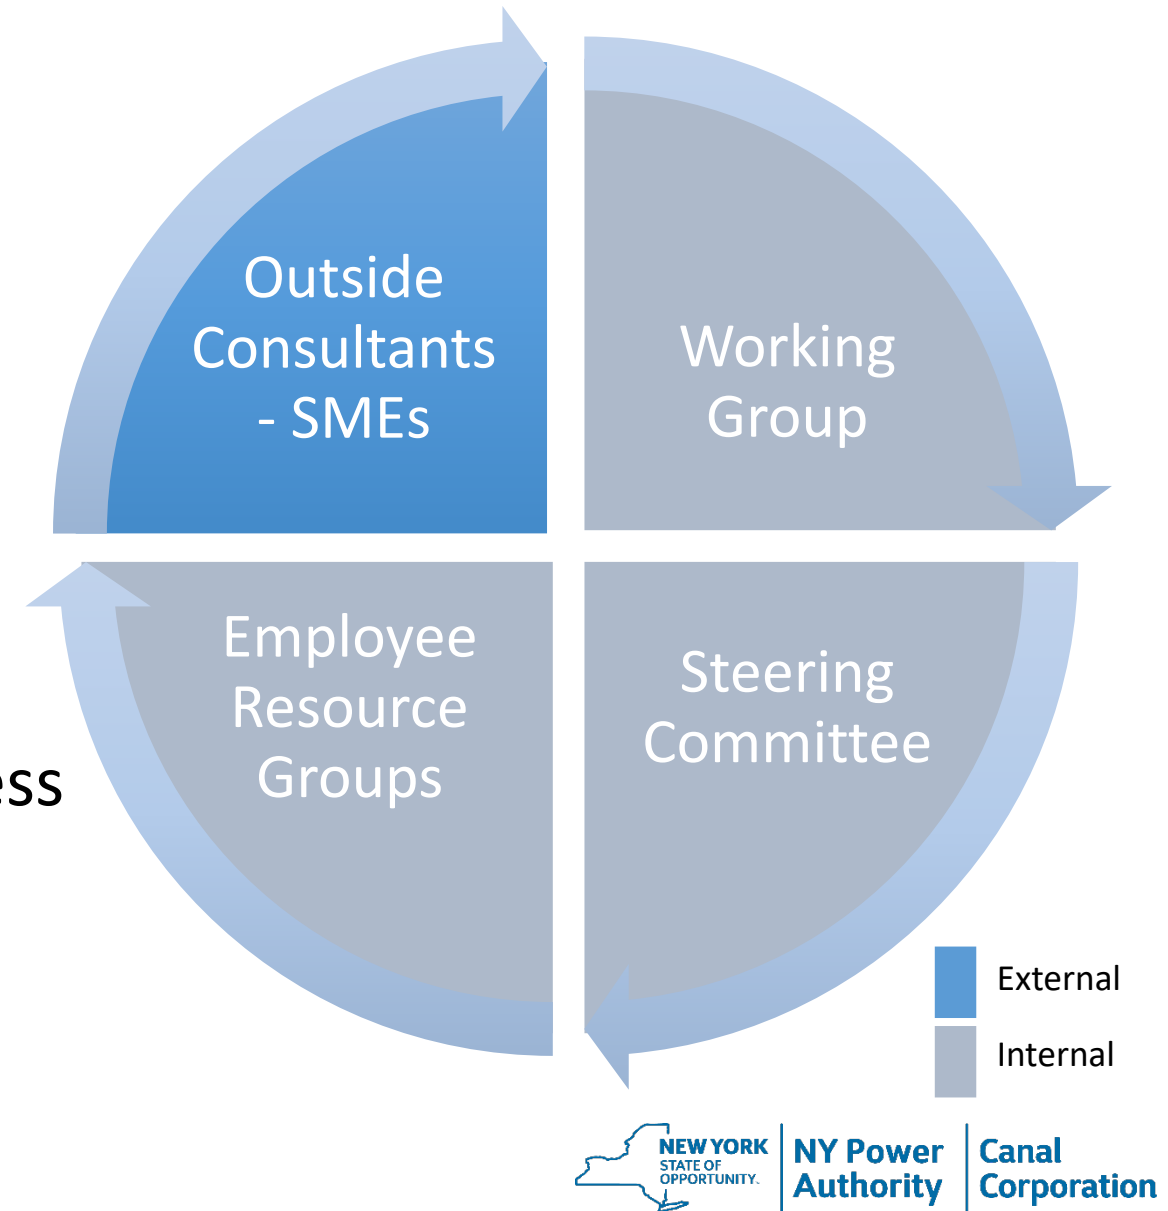 Outside
Consultants
- SMEs
Working
Group
Employee
Resource
Groups
Steering
Committee
ess
External
Internal
NEW YORK
STATE OF
OPPORTUNITY.
NY Power
Authority
Canal
Corporation